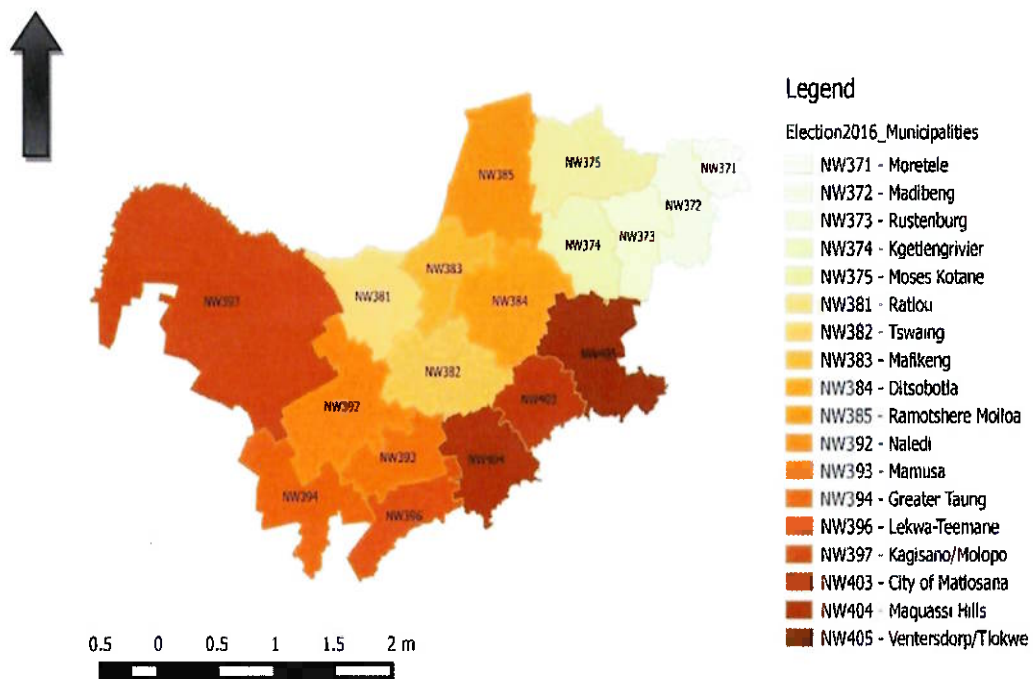 Legend
Election2016_Municipalities
NW371 - Moretele
NW372 - Madibeng
NW373 - Rustenburg
NW374 - Kgetlengrivier
NW375 - Moses Kotane
NW381 - Ratlou
NW382 - Tswaing
NW383 - Mafikeng
NW384 - Ditsobotla
NW385 - Ramotshere Moiloa
NW392 - Naledi
NW393 - Mamusa
NW394 - Greater Taung
NW396 - Lekwa-Teemane
NW397 - Kagisano/Molopo
NW403 - City of Matlosana
NW404 - Maquassi Hills
NW405 - Ventersdorp/Tlokwe
NW375
NW371
NW385
NW372
NW374
NW373
NW383
NW381
NW384
NW397
NW405
NW382
NW392
NW403
NW393
NW404
NW394
NW396
0.5 0 0.5 1 1.5 2 m